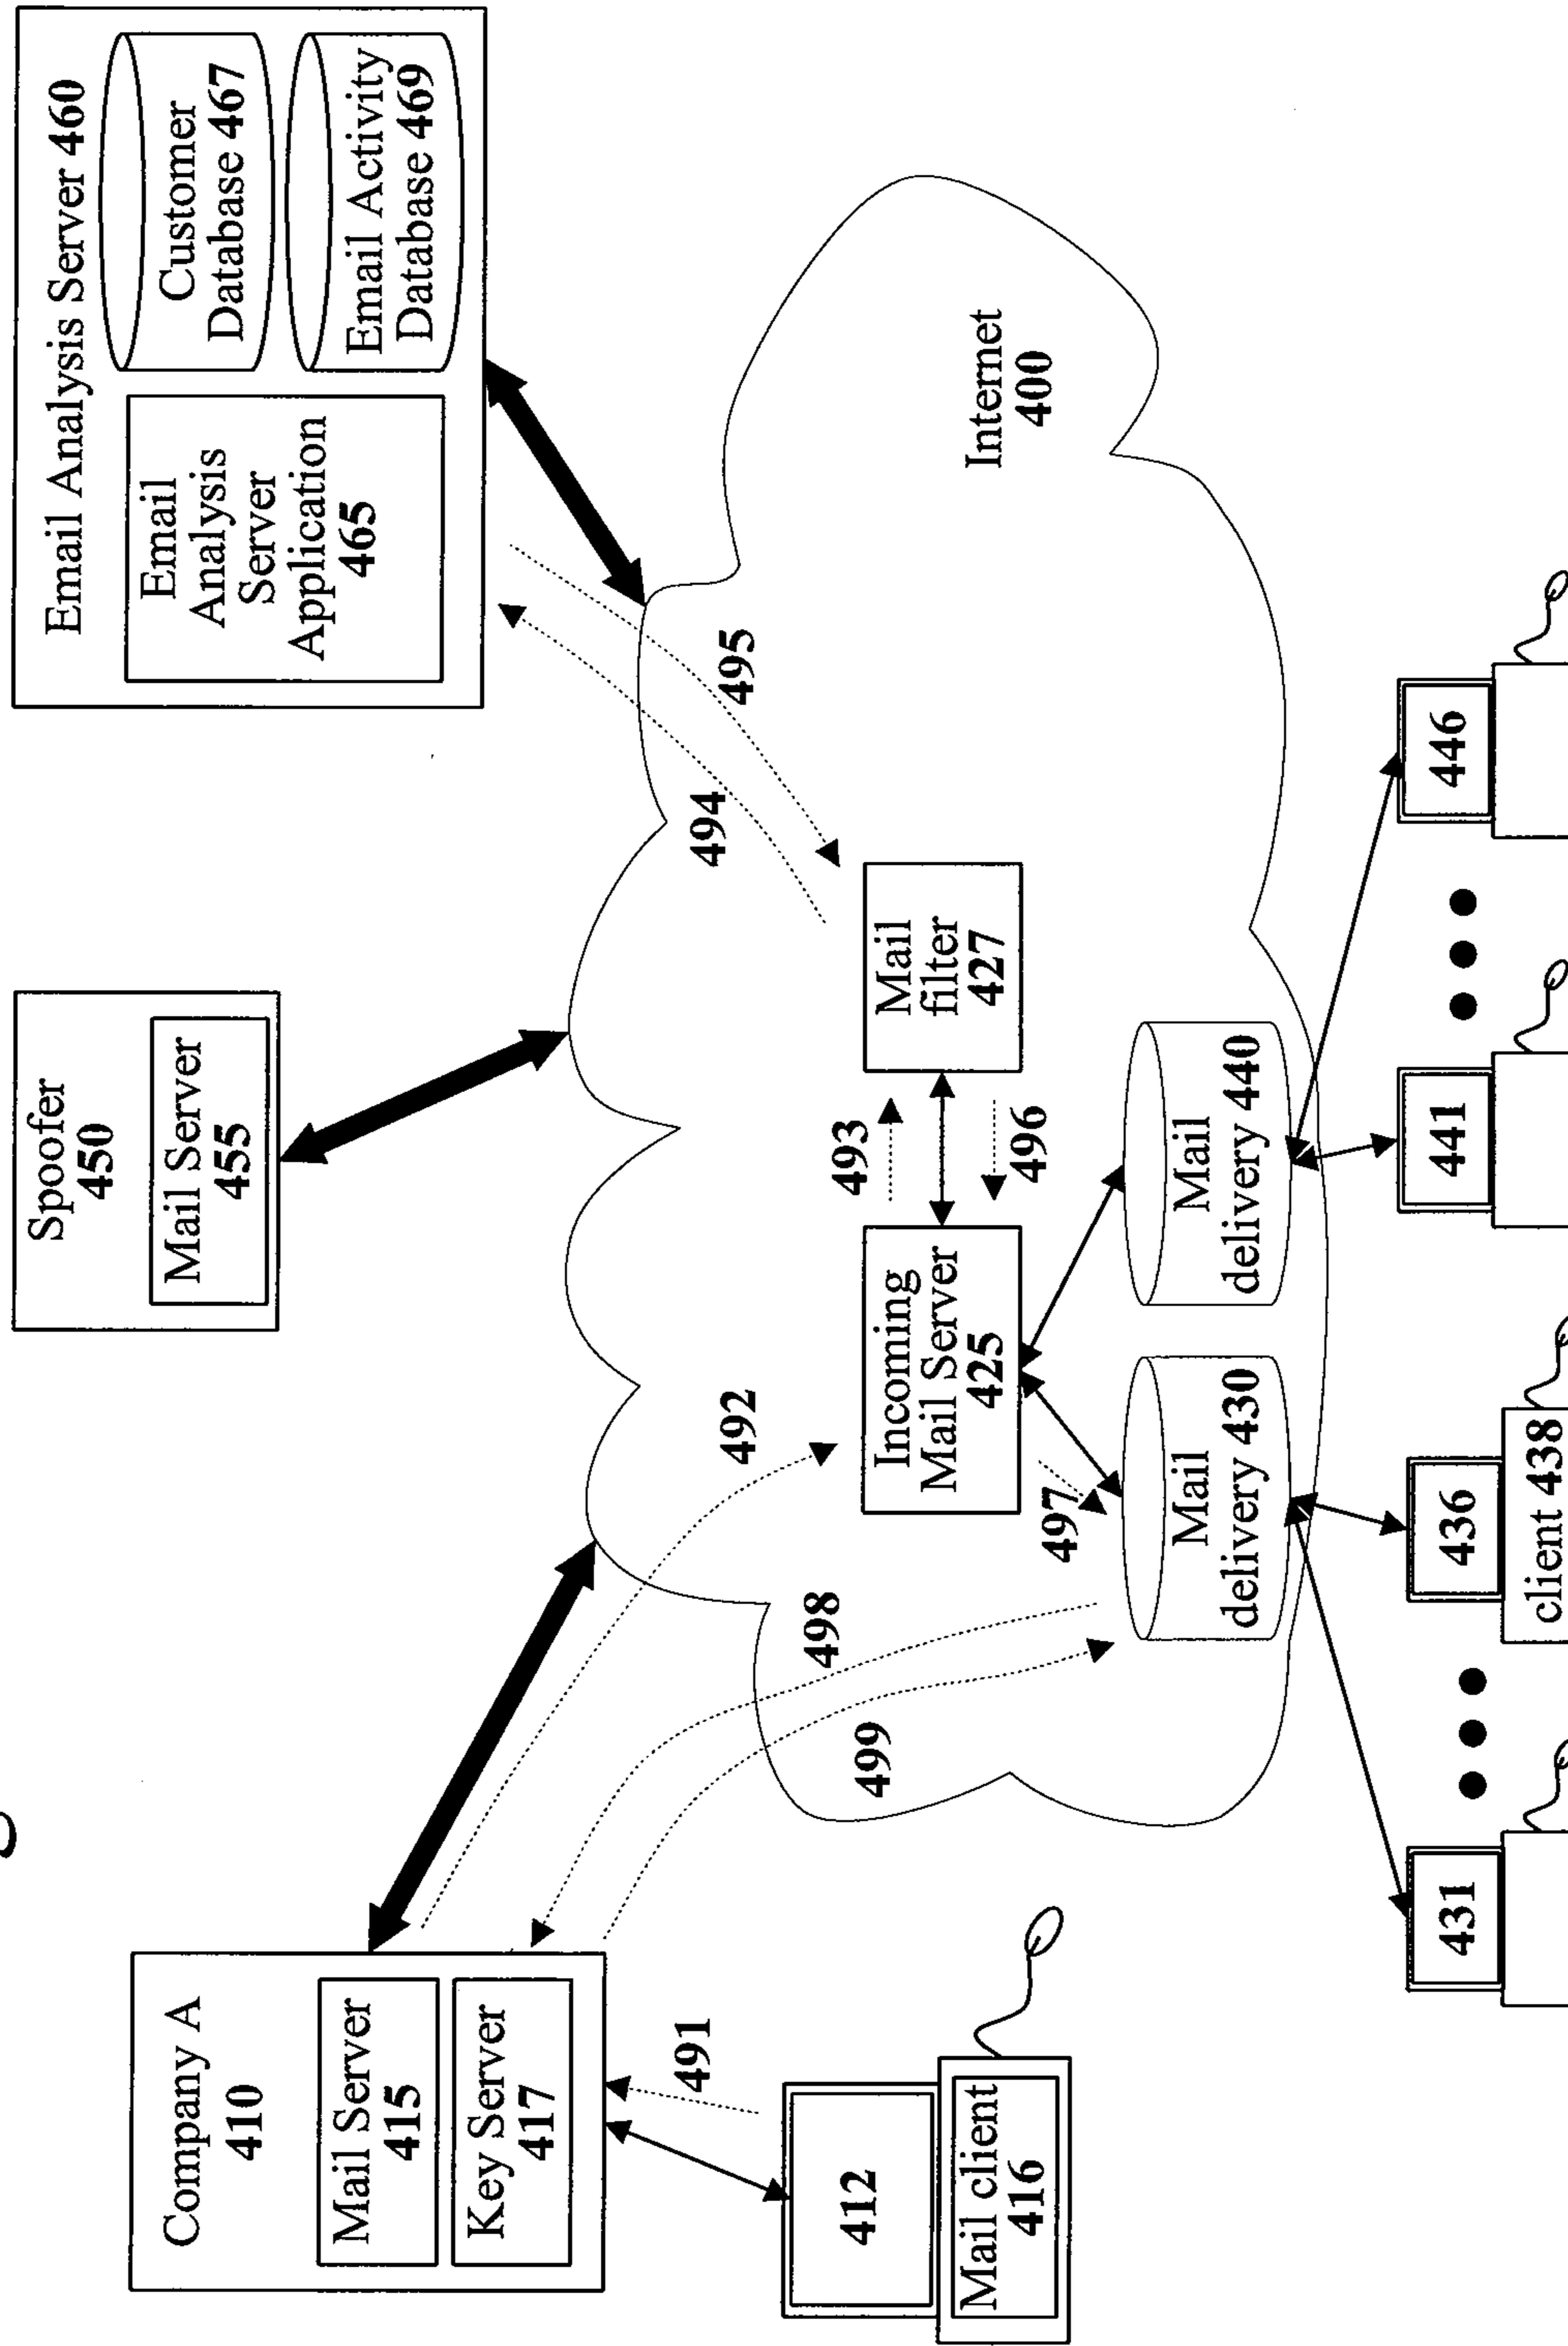 Company A
410
Mail Server
415
Key Server
417
Spoofer
450
Mail Server
455
Email Analysis Server 460
Email
Analysis
Server
Application
465
Customer
Database 467
Email Activity
Database 469
491
412
Mail client
416
492
498
499
494
495
Internet
400
Incoming
Mail Server
425
493
496
Mail
filter
427
497
Mail
delivery 430
Mail
delivery 440
431
436
client 438
441
446